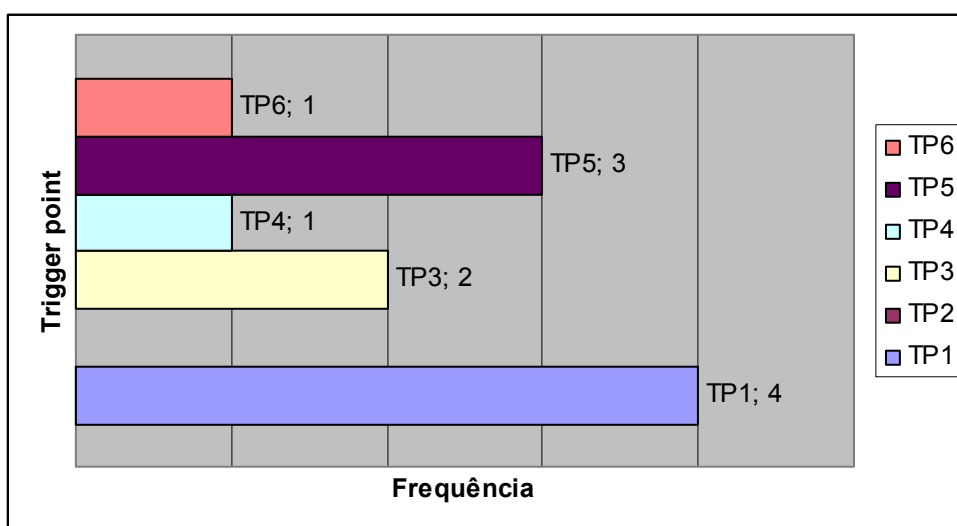 Trigger point
TP6; 1
TP5; 3
TP4; 1
TP3; 2
TP1; 4
Frequência
TP6
TP5
TP4
TP3
TP2
TP1